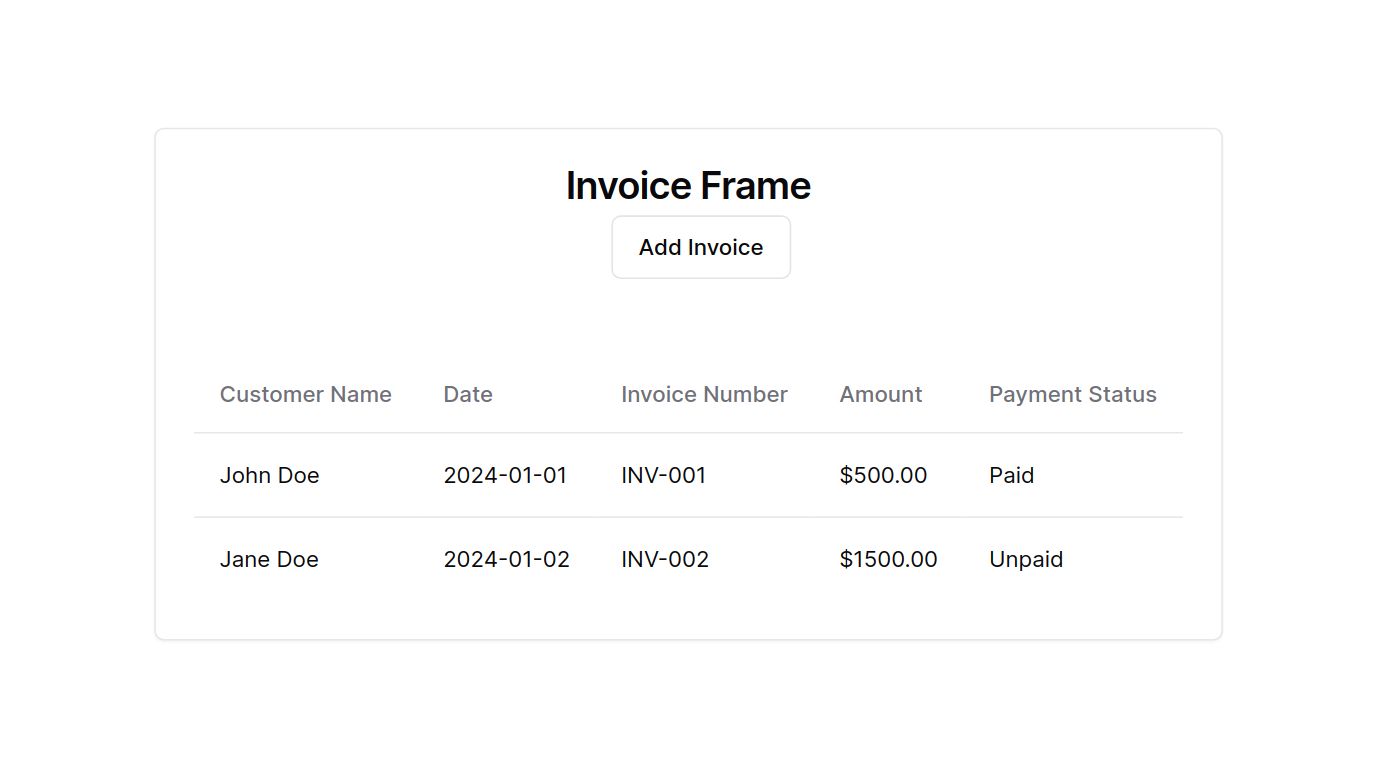 Invoice Frame
Add Invoice
Customer Name Date Invoice Number Amount Payment Status
John Doe 2024-01-01 INV-001 $500.00 Paid
Jane Doe 2024-01-02 INV-002 $1500.00 Unpaid